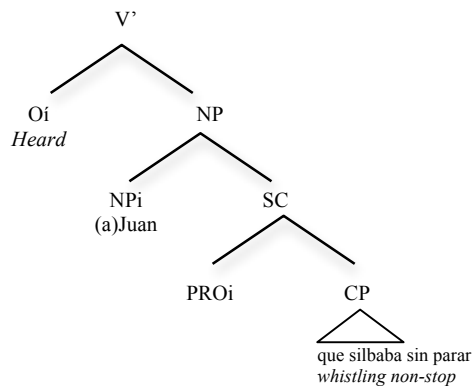 V’
Oí
Heard
NP
NPi
(a)Juan
SC
PROi
CP
que silbaba sin parar
whistling non-stop